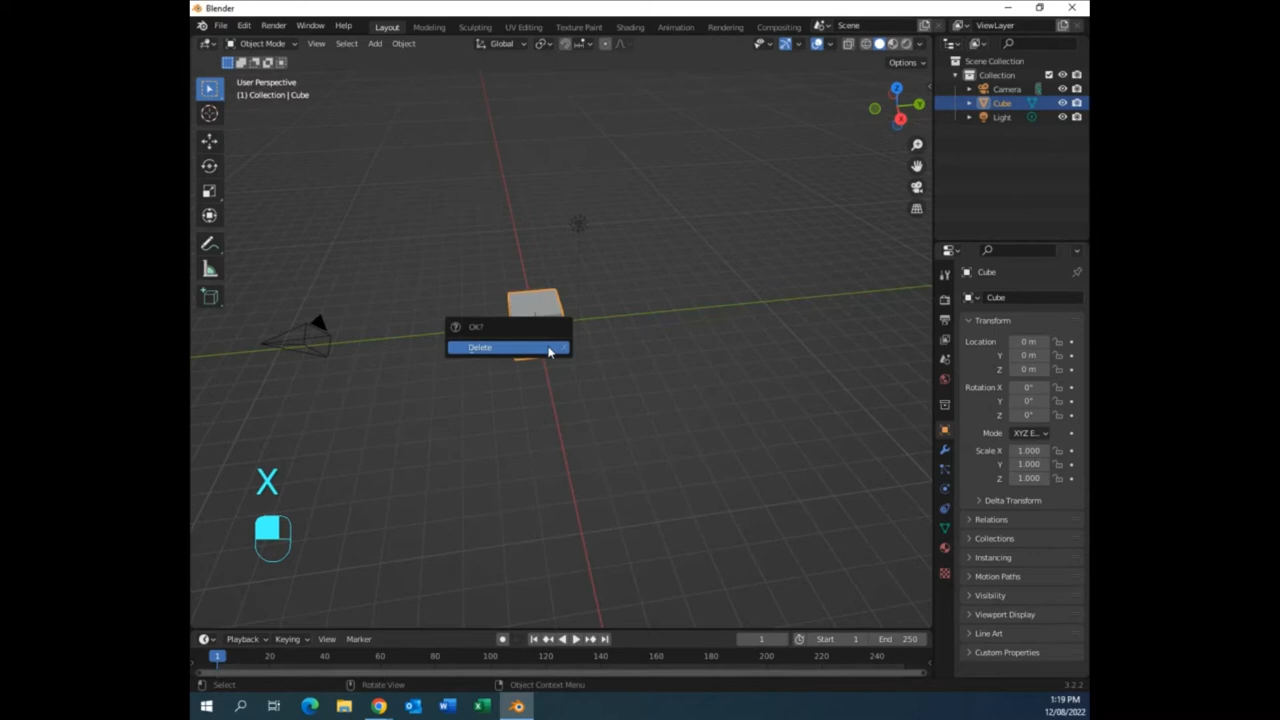 Blender
File Edit Render Window Help Layout Modeling Sculpting UV Editing Texture Paint Shading Animation Rendering Compositing Scene ViewLayer
Object Mode View Select Add Object Global
Options
User Perspective
(1) Collection | Cube
Z
Y
X
Scene Collection
Collection
Camera
Cube
Light
OK?
Delete
X
Cube
Cube
Transform
Location 0 m
Y 0 m
Z 0 m
Rotation X 0°
Y 0°
Z 0°
Mode XYZ E...
Scale X 1.000
Y 1.000
Z 1.000
Delta Transform
Relations
Collections
Instancing
Motion Paths
Visibility
Viewport Display
Line Art
Custom Properties
Playback Keying View Marker 1 Start 1 End 250
1 20 40 60 80 100 120 140 160 180 200 220 240
Select Rotate View Object Context Menu 3.2.2
1:19 PM
12/08/2022